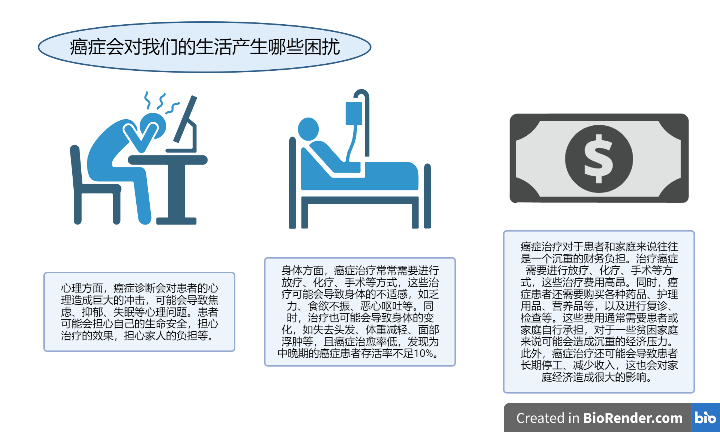 癌症会对我们的生活产生哪些困扰
$
心理方面，癌症诊断会对患者的心
理造成巨大的冲击，可能会导致焦
虑、抑郁、失眠等心理问题。患者
可能会担心自己的生命安全，担心
治疗的效果，担心家人的负担等。
身体方面，癌症治疗常常需要进行
放疗、化疗、手术等方式，这些治
疗可能会导致身体的不适感，如乏
力、食欲不振、恶心呕吐等。同
时，治疗也可能会导致身体的变
化，如失去头发、体重减轻、面部
浮肿等，且癌症治愈率低，发现为
中晚期的癌症患者存活率不足10%。
癌症治疗对于患者和家庭来说往往
是一个沉重的财务负担。治疗癌症
需要进行放疗、化疗、手术等方
式，这些治疗费用高昂。同时，癌
症患者还需要购买各种药品、护理
用品、营养品等，以及进行复诊、
检查等。这些费用通常需要患者或
家庭自行承担，对于一些贫困家庭
来说可能会造成沉重的经济压力。
此外，癌症治疗还可能会导致患者
长期停工、减少收入，这也会对家
庭经济造成很大的影响。
Created in BioRender.com bio